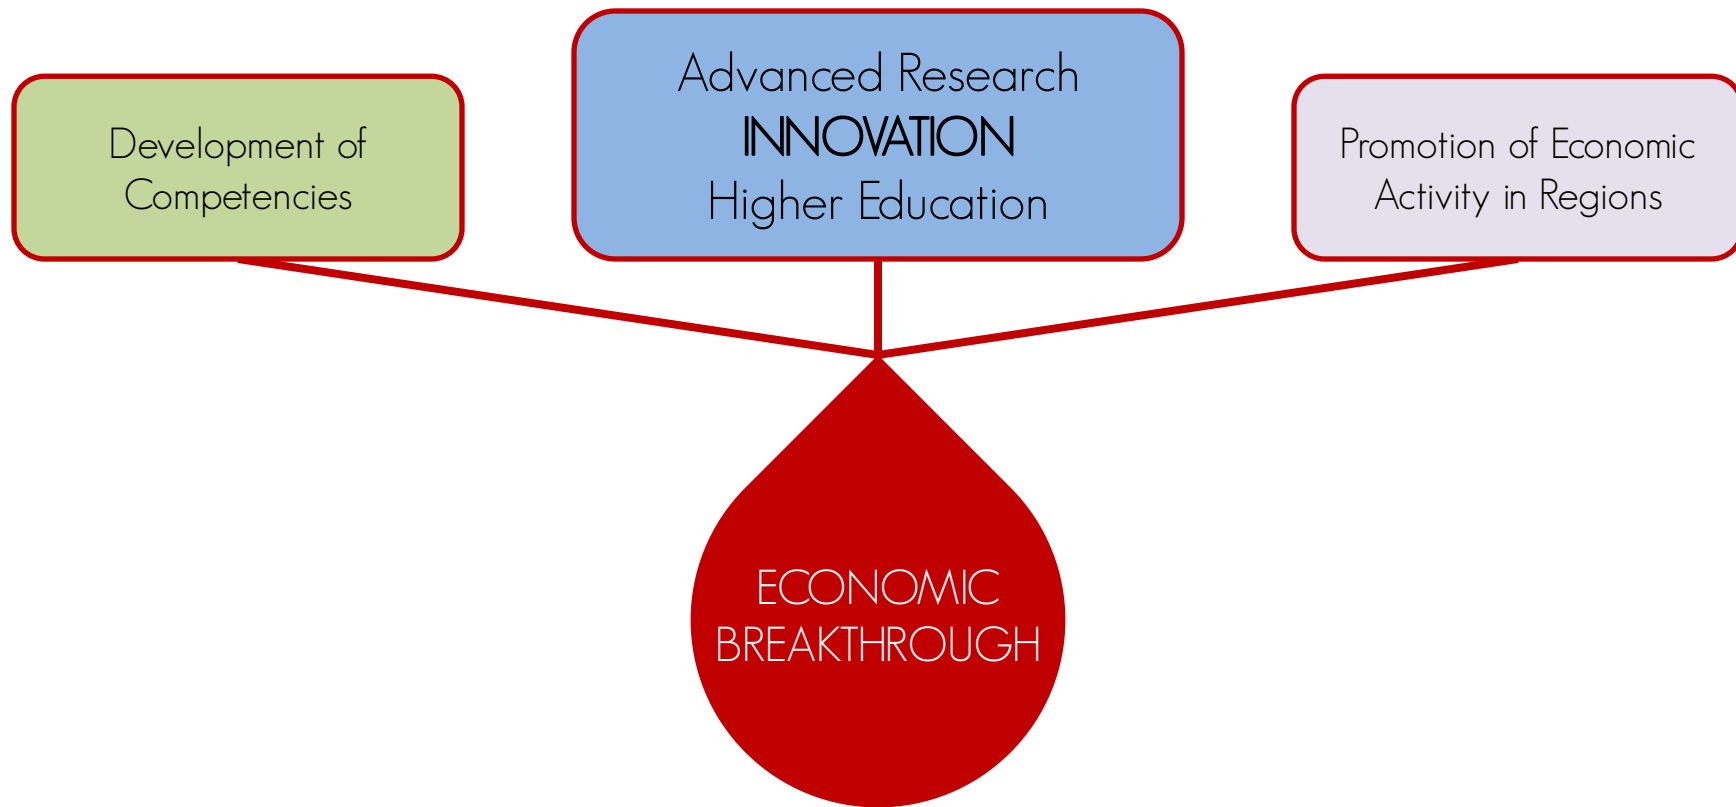 Development of
Competencies
Advanced Research
INNOVATION
Higher Education
Promotion of Economic
Activity in Regions
ECONOMIC
BREAKTHROUGH